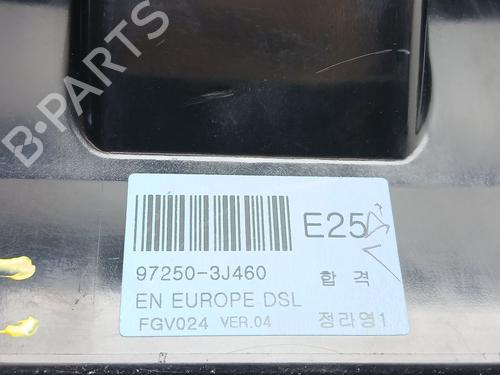 B-PARTS
E25
97250-3J460
합격
EN EUROPE DSL
FGV024 VER.04
정라영1